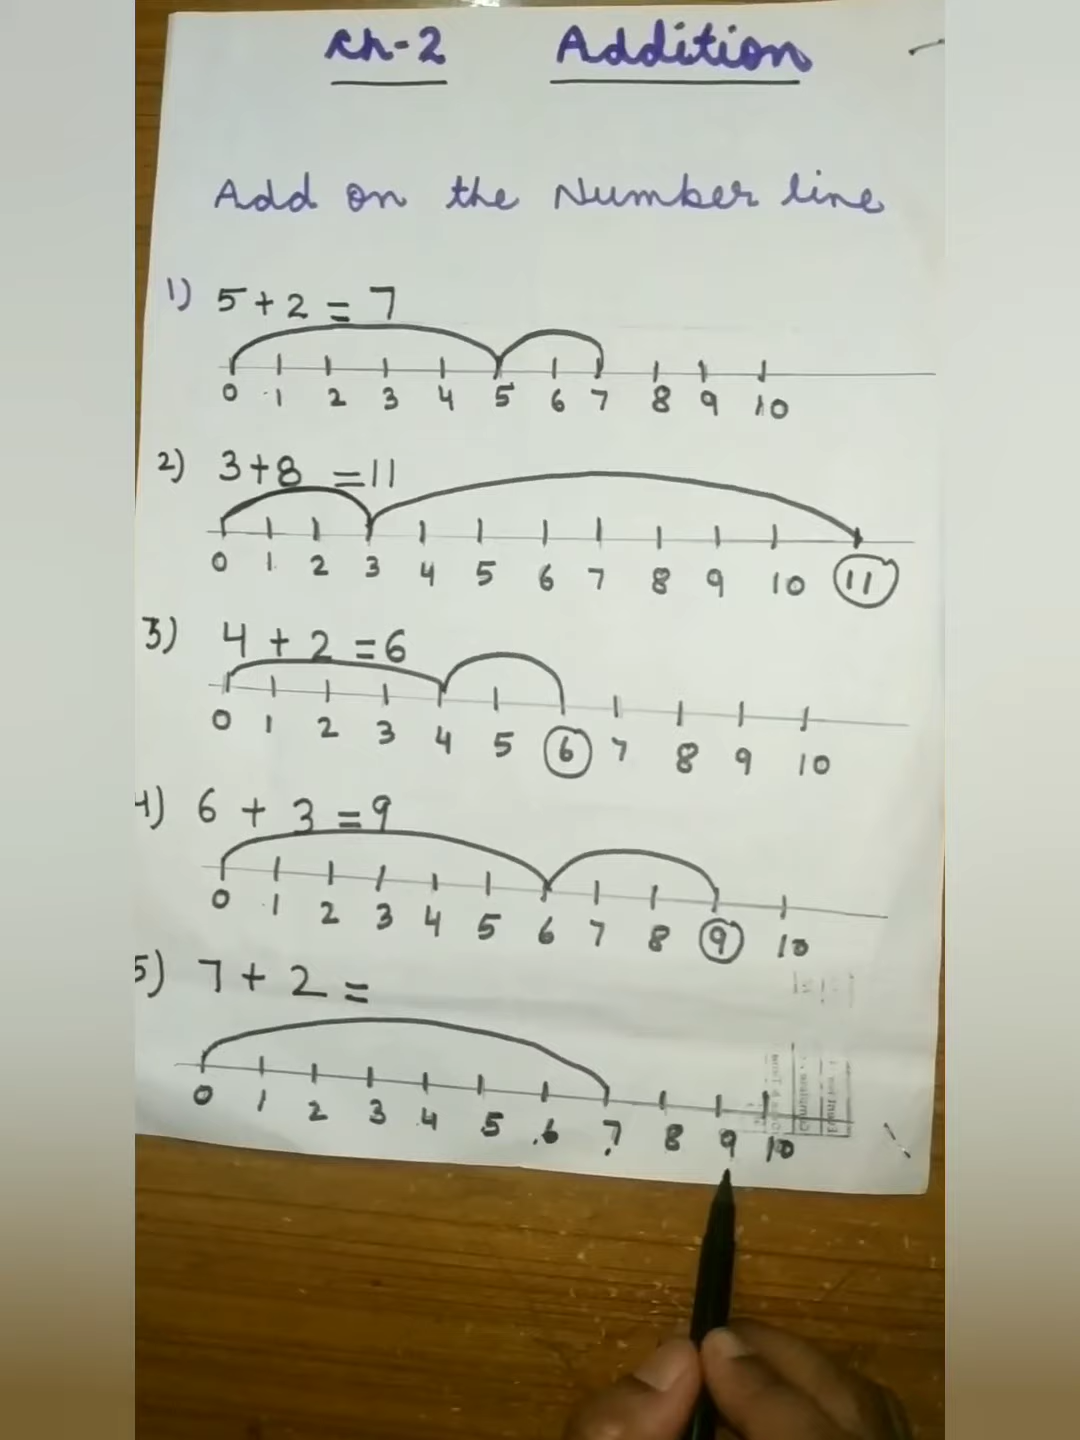 Ch-2 Addition
Add on the Number line
1) 5+2 = 7
0 1 2 3 4 5 6 7 8 9 10
2) 3+8 =11
0 1 2 3 4 5 6 7 8 9 10 11
3) 4 + 2 =6
0 1 2 3 4 5 6 7 8 9 10
4) 6 + 3 =9
0 1 2 3 4 5 6 7 8 9 10
5) 7 + 2 =
0 1 2 3 4 5 6 7 8 9 10